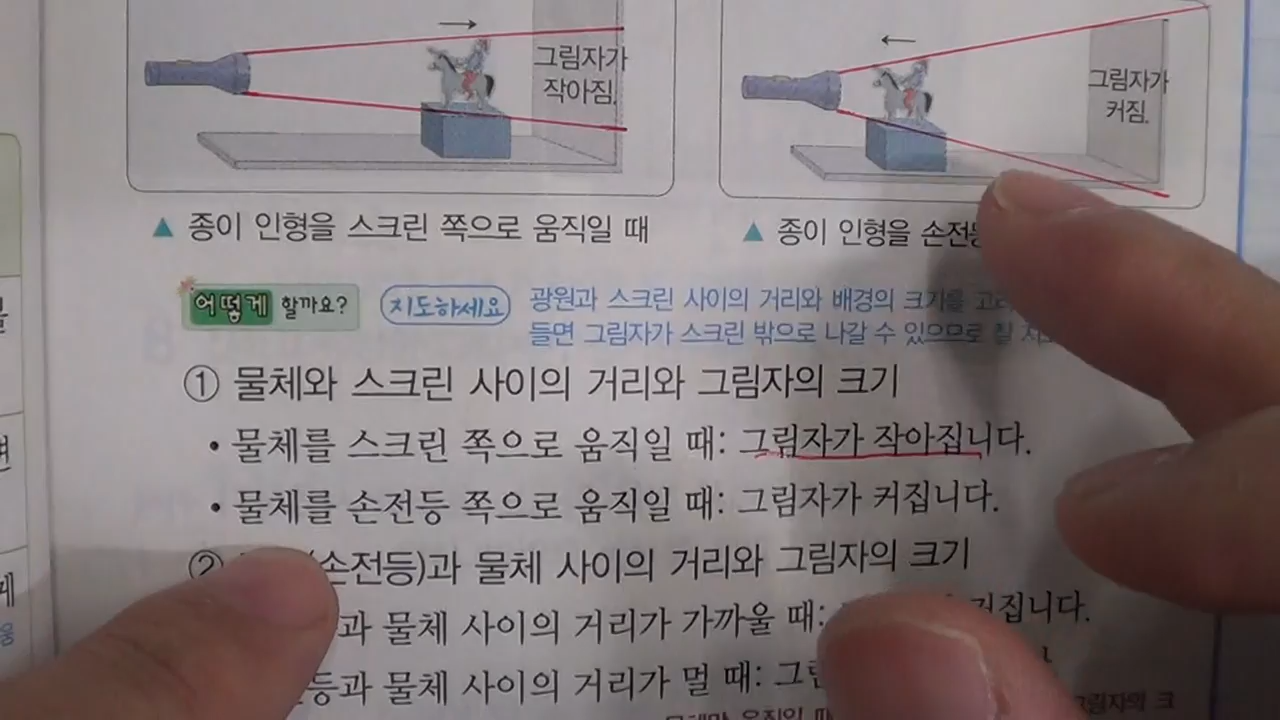 그림자가
작아짐.
그림자가
커짐.
▲ 종이 인형을 스크린 쪽으로 움직일 때
▲ 종이 인형을
어떻게 할까요?
지도하세요
광원과 스크린 사이의 거리와 배경의 크기를
들면 그림자가 스크린 밖으로 나갈 수 있으므로
① 물체와 스크린 사이의 거리와 그림자의 크기
• 물체를 스크린 쪽으로 움직일 때: 그림자가 작아집니다.
• 물체를 손전등 쪽으로 움직일 때: 그림자가 커집니다.
② (손전등)과 물체 사이의 거리와 그림자의 크기
과 물체 사이의 거리가 가까울 때: 커집니다.
등과 물체 사이의 거리가 멀 때:
그림자의 크